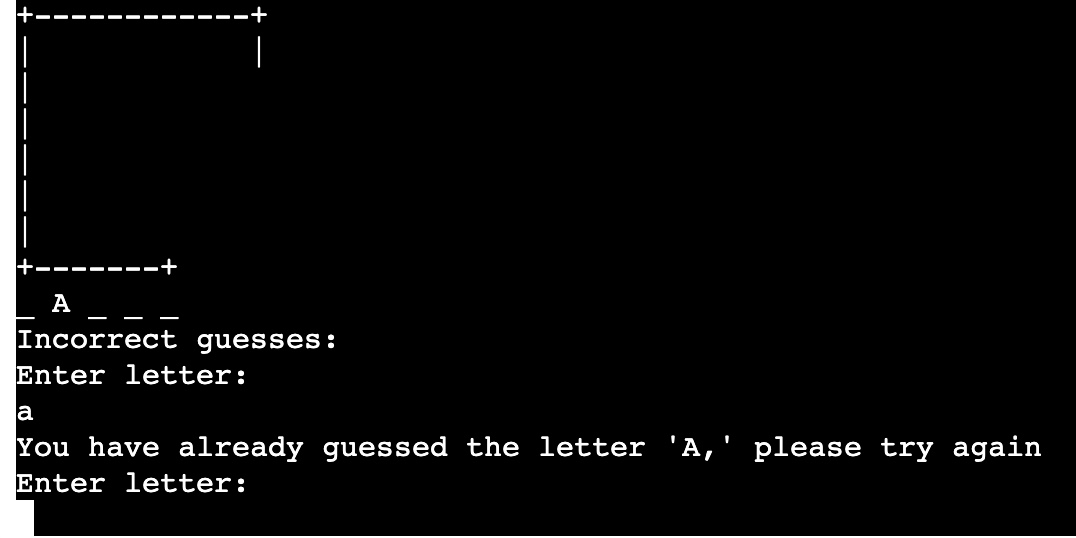 +------------+
|            |
|
|
|
|
|
+-------+
_ A _ _ _
Incorrect guesses:
Enter letter:
a
You have already guessed the letter 'A,' please try again
Enter letter: